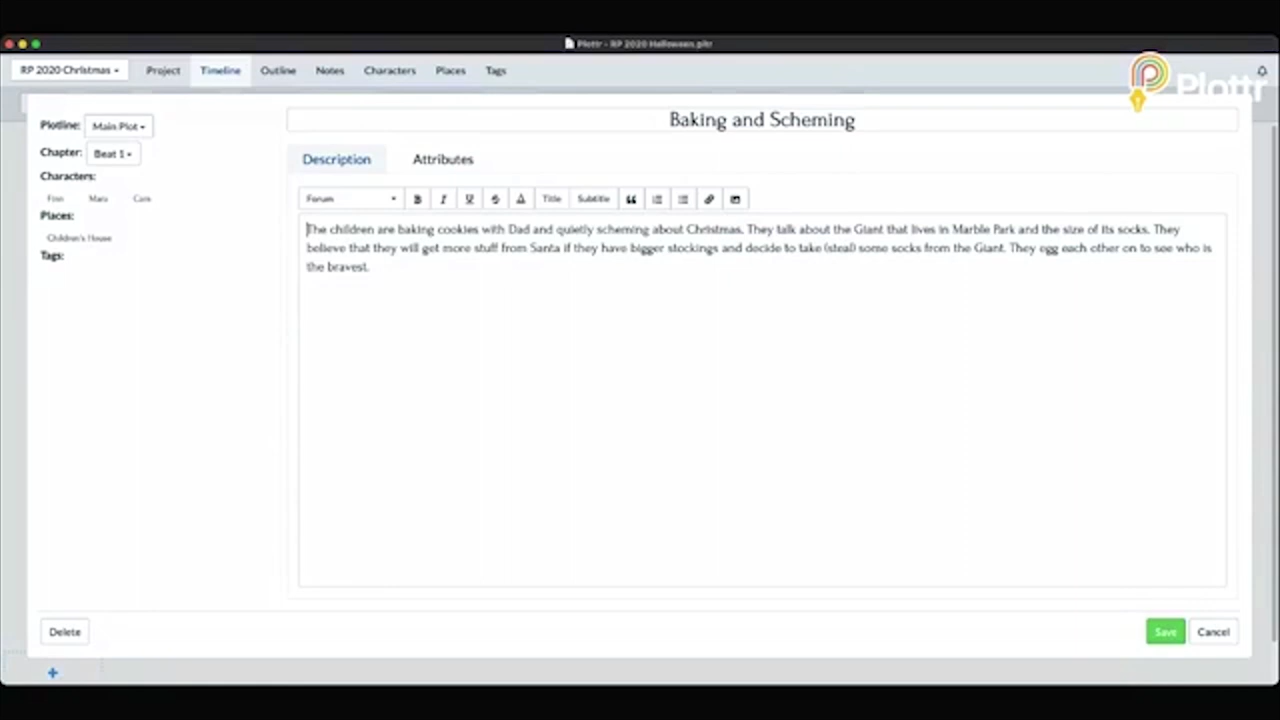 Plottr - RP 2020 Halloween.pltr
RP 2020 Christmas
Project
Timeline
Outline
Notes
Characters
Places
Tags
Plottr
Plotline: Main Plot
Chapter: Beat 1
Characters:
Finn Mara Cam
Places:
Children's House
Tags:
Baking and Scheming
Description
Attributes
Forum B I U S A Title Subtitle
The children are baking cookies with Dad and quietly scheming about Christmas. They talk about the Giant that lives in Marble Park and the size of its socks. They
believe that they will get more stuff from Santa if they have bigger stockings and decide to take (steal) some socks from the Giant. They egg each other on to see who is
the bravest.
Delete
Save
Cancel